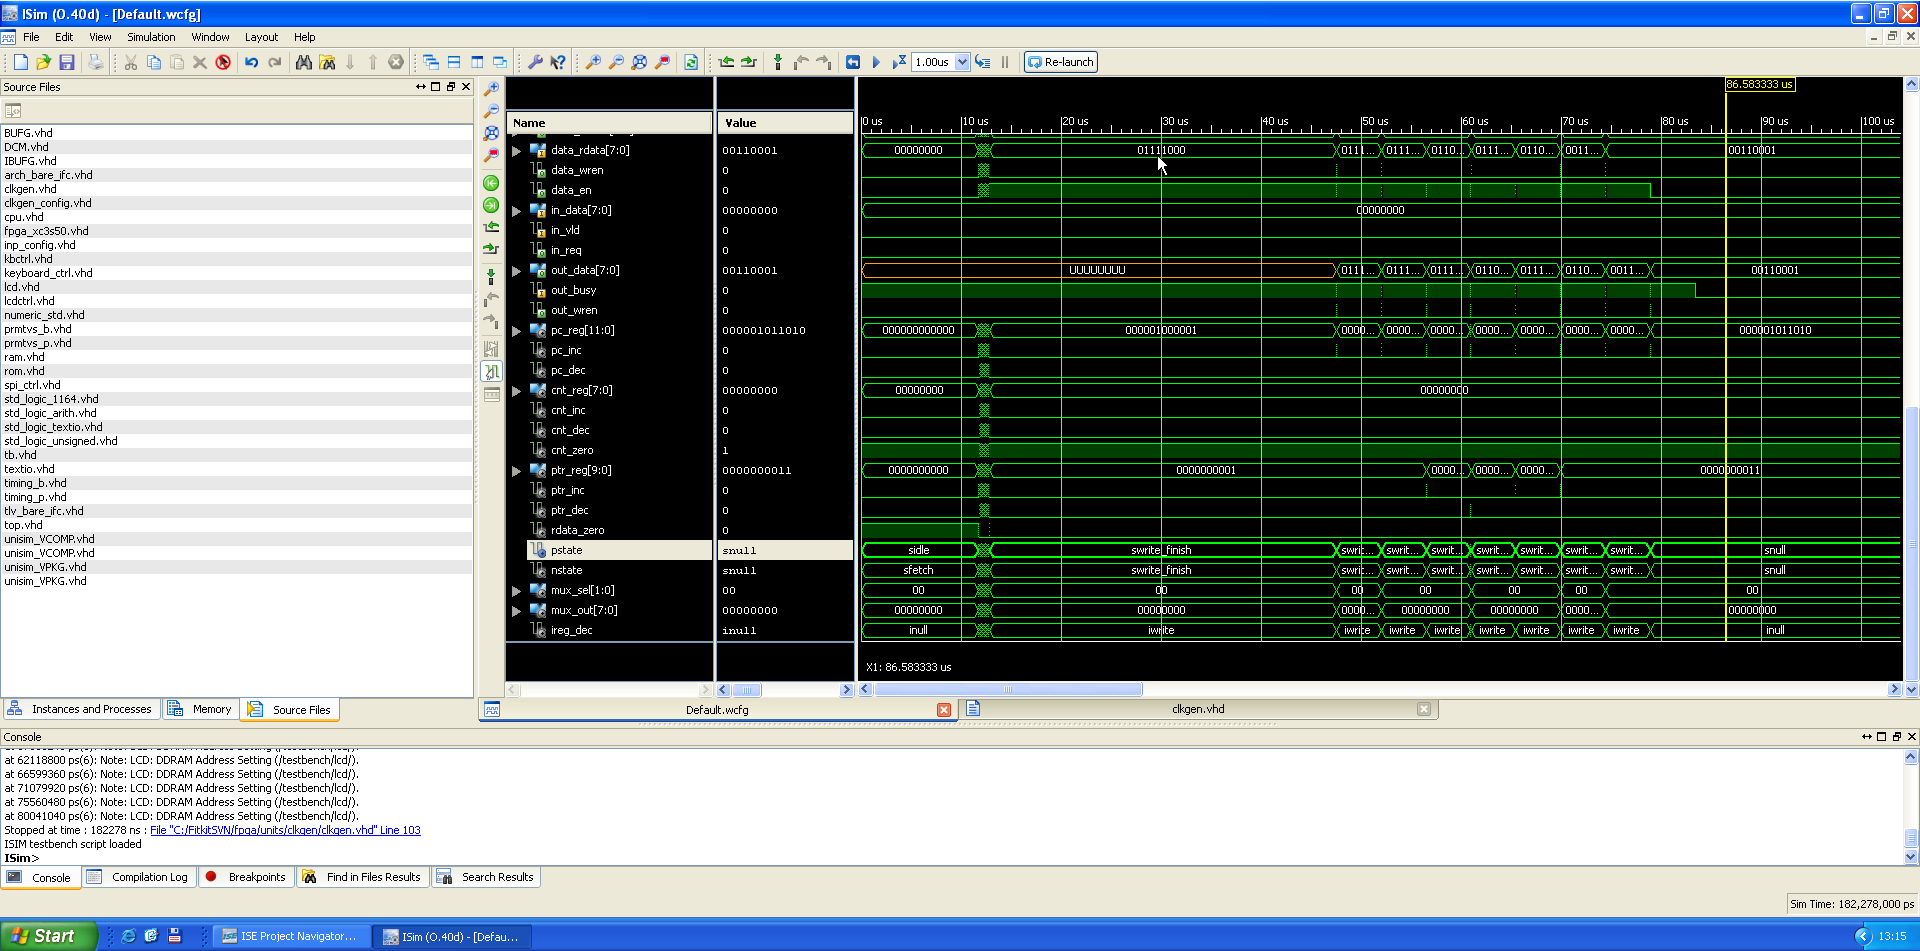 ISim (O.40d) - [Default.wcfg]
File Edit View Simulation Window Layout Help
1.00us Re-launch
Source Files
BUFG.vhd
DCM.vhd
IBUFG.vhd
arch_bare_ifc.vhd
clkgen.vhd
clkgen_config.vhd
cpu.vhd
fpga_xc3s50.vhd
inp_config.vhd
kbctrl.vhd
keyboard_ctrl.vhd
lcd.vhd
lcdctrl.vhd
numeric_std.vhd
prmtvs_b.vhd
prmtvs_p.vhd
ram.vhd
rom.vhd
spi_ctrl.vhd
std_logic_1164.vhd
std_logic_arith.vhd
std_logic_textio.vhd
std_logic_unsigned.vhd
tb.vhd
textio.vhd
timing_b.vhd
timing_p.vhd
tlv_bare_ifc.vhd
top.vhd
unisim_VCOMP.vhd
unisim_VCOMP.vhd
unisim_VPKG.vhd
unisim_VPKG.vhd
Instances and Processes Memory Source Files
86.583333 us
Name Value 0 us 10 us 20 us 30 us 40 us 50 us 60 us 70 us 80 us 90 us 100 us
data_rdata[7:0] 00110001 00000000 01111000 0111... 0111... 0110... 0111... 0110... 0011... 00110001
data_wren 0
data_en 0
in_data[7:0] 00000000 00000000
in_vld 0
in_req 0
out_data[7:0] 00110001 UUUUUUUU 0111... 0111... 0111... 0110... 0111... 0110... 0011... 00110001
out_busy 0
out_wren 0
pc_reg[11:0] 000001011010 000000000000 000001000001 0000... 0000... 0000... 0000... 0000... 0000... 0000... 000001011010
pc_inc 0
pc_dec 0
cnt_reg[7:0] 00000000 00000000 00000000
cnt_inc 0
cnt_dec 0
cnt_zero 1
ptr_reg[9:0] 0000000011 0000000000 0000000001 0000... 0000... 0000... 0000000011
ptr_inc 0
ptr_dec 0
rdata_zero 0
pstate snull sidle swrite_finish swrit... swrit... swrit... swrit... swrit... swrit... swrit... snull
nstate snull sfetch swrite_finish swrit... swrit... swrit... swrit... swrit... swrit... swrit... snull
mux_sel[1:0] 00 00 00 00 00 00 00 00
mux_out[7:0] 00000000 00000000 00000000 0000... 00000000 00000000 0000... 00000000
ireg_dec inull inull iwrite iwrite iwrite iwrite iwrite iwrite iwrite iwrite inull
X1: 86.583333 us
Default.wcfg clkgen.vhd
Console
at 62118800 ps(6): Note: LCD: DDRAM Address Setting (/testbench/lcd/).
at 66599360 ps(6): Note: LCD: DDRAM Address Setting (/testbench/lcd/).
at 71079920 ps(6): Note: LCD: DDRAM Address Setting (/testbench/lcd/).
at 75560480 ps(6): Note: LCD: DDRAM Address Setting (/testbench/lcd/).
at 80041040 ps(6): Note: LCD: DDRAM Address Setting (/testbench/lcd/).
Stopped at time : 182278 ns : File "C:/FitkitSVN/fpga/units/clkgen/clkgen.vhd" Line 103
ISIM testbench script loaded
ISim>
Console Compilation Log Breakpoints Find in Files Results Search Results
Sim Time: 182,278,000 ps
Start ISE Project Navigator... ISim (O.40d) - [Defau... 13:15